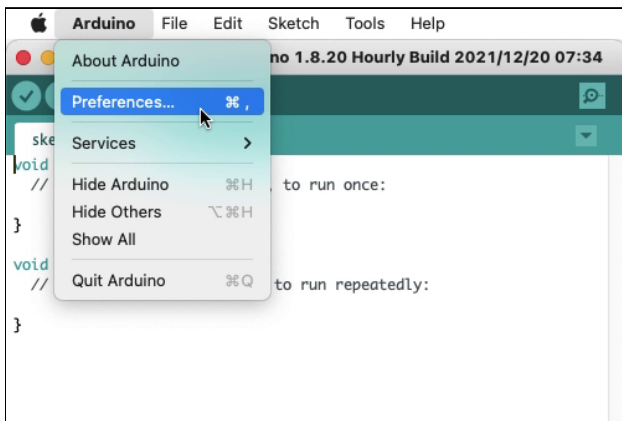 Arduino File Edit Sketch Tools Help
no 1.8.20 Hourly Build 2021/12/20 07:34
About Arduino
Preferences... ⌘ ,
Services >
Hide Arduino ⌘H
Hide Others ⌥⌘H
Show All
Quit Arduino ⌘Q
ske
void
// , to run once:
}
void
// to run repeatedly:
}